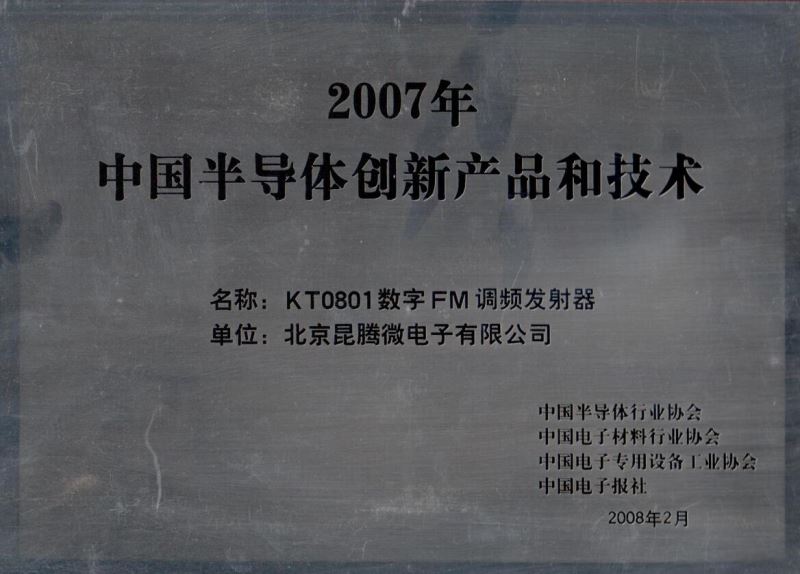 2007年
中国半导体创新产品和技术
名称：KT0801数字FM调频发射器
单位：北京昆腾微电子有限公司
中国半导体行业协会
中国电子材料行业协会
中国电子专用设备工业协会
中国电子报社
2008年2月